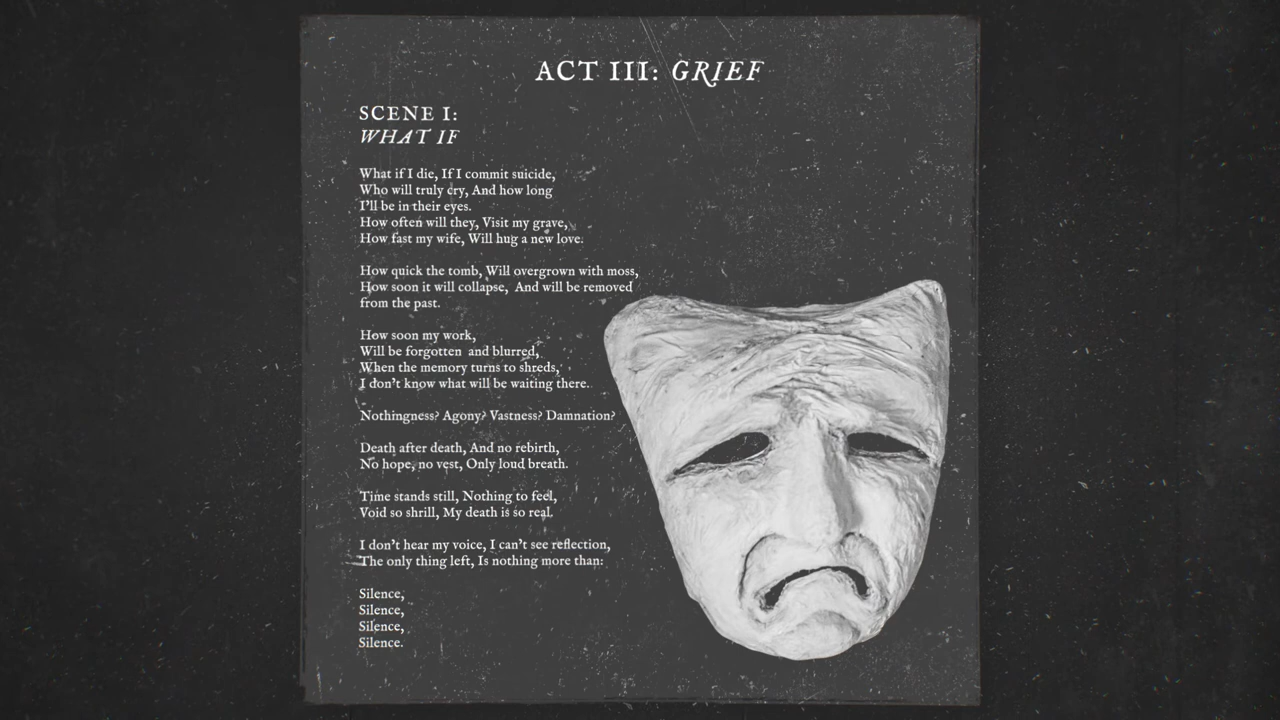 ACT III: GRIEF
SCENE I:
WHAT IF
What if I die, If I commit suicide,
Who will truly cry, And how long
I'll be in their eyes.
How often will they, Visit my grave,
How fast my wife, Will hug a new love.
How quick the tomb, Will overgrown with moss,
How soon it will collapse, And will be removed
from the past.
How soon my work,
Will be forgotten and blurred,
When the memory turns to shreds,
I don't know what will be waiting there.
Nothingness? Agony? Vastness? Damnation?
Death after death, And no rebirth,
No hope, no vest, Only loud breath.
Time stands still, Nothing to feel,
Void so shrill, My death is so real.
I don't hear my voice, I can't see reflection,
The only thing left, Is nothing more than:
Silence,
Silence,
Silence,
Silence.